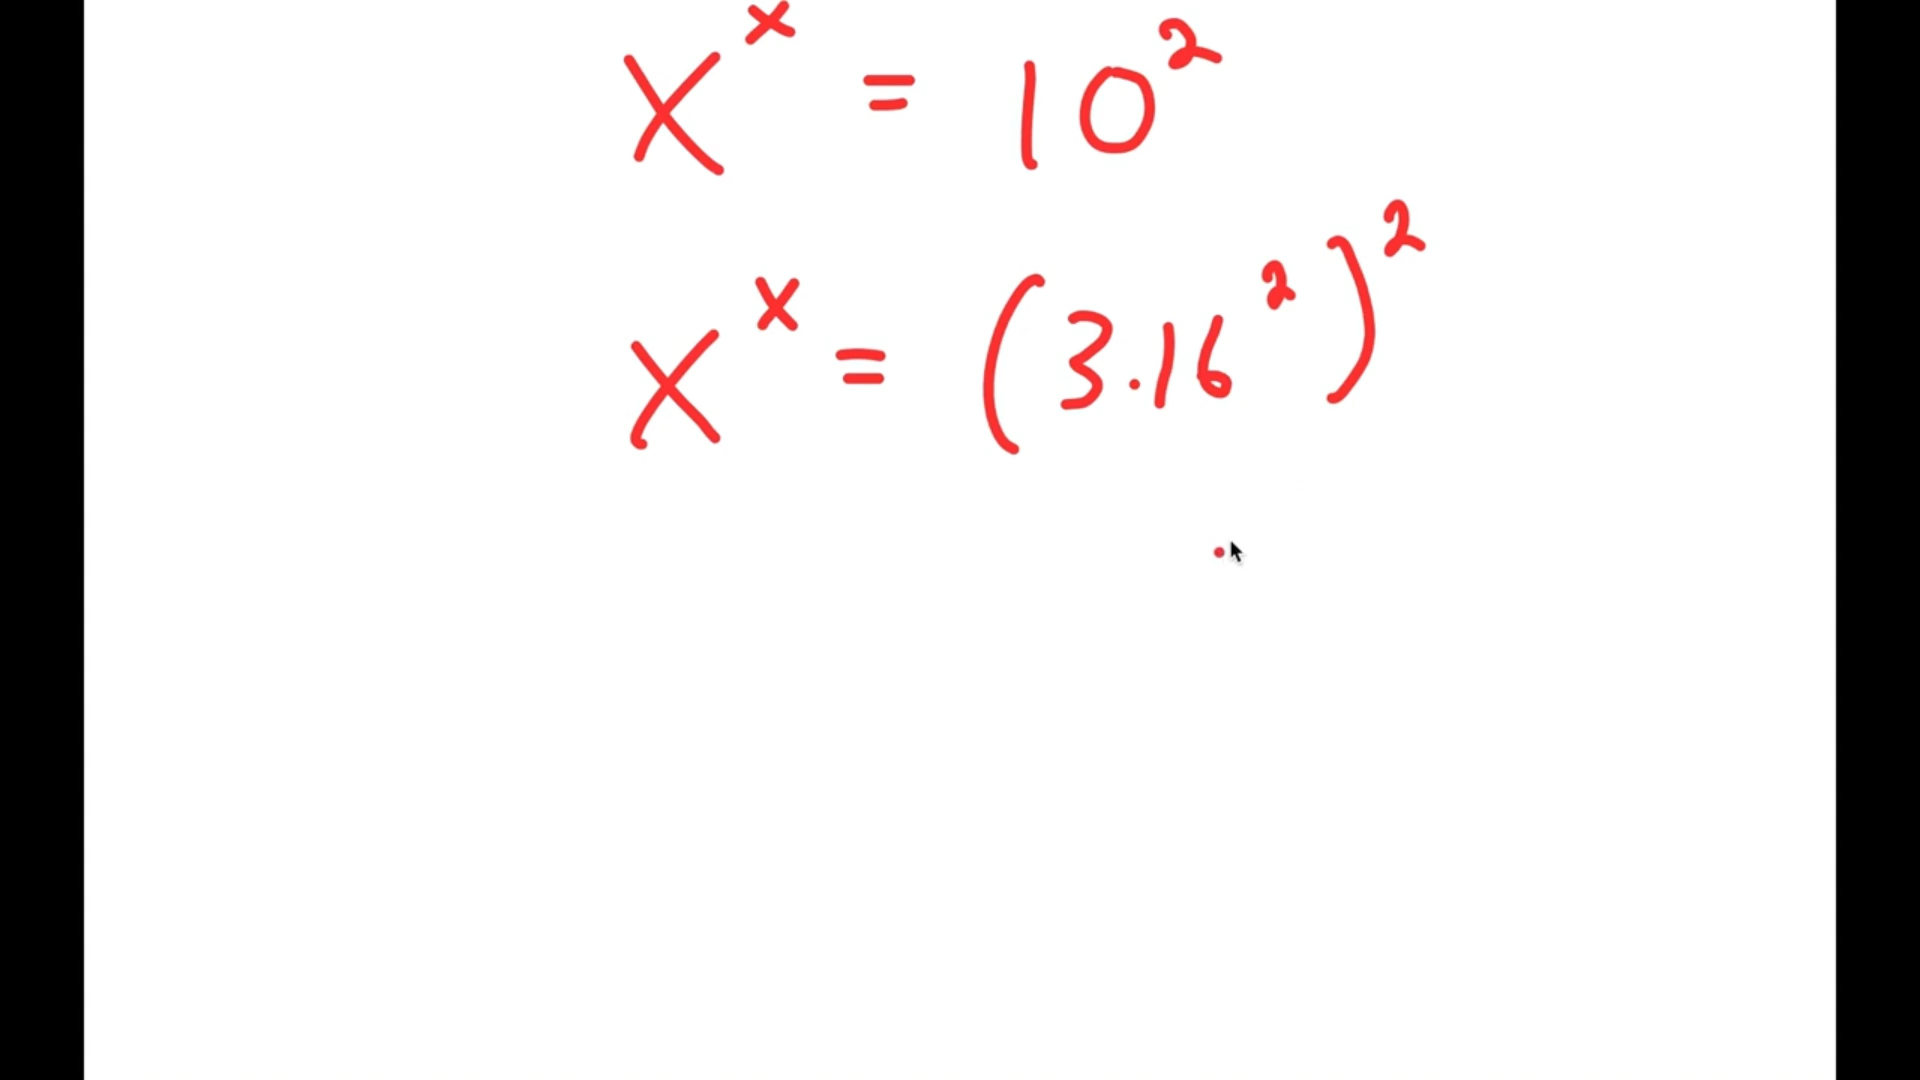 X^x = 10^2
X^x = (3.16^2)^2